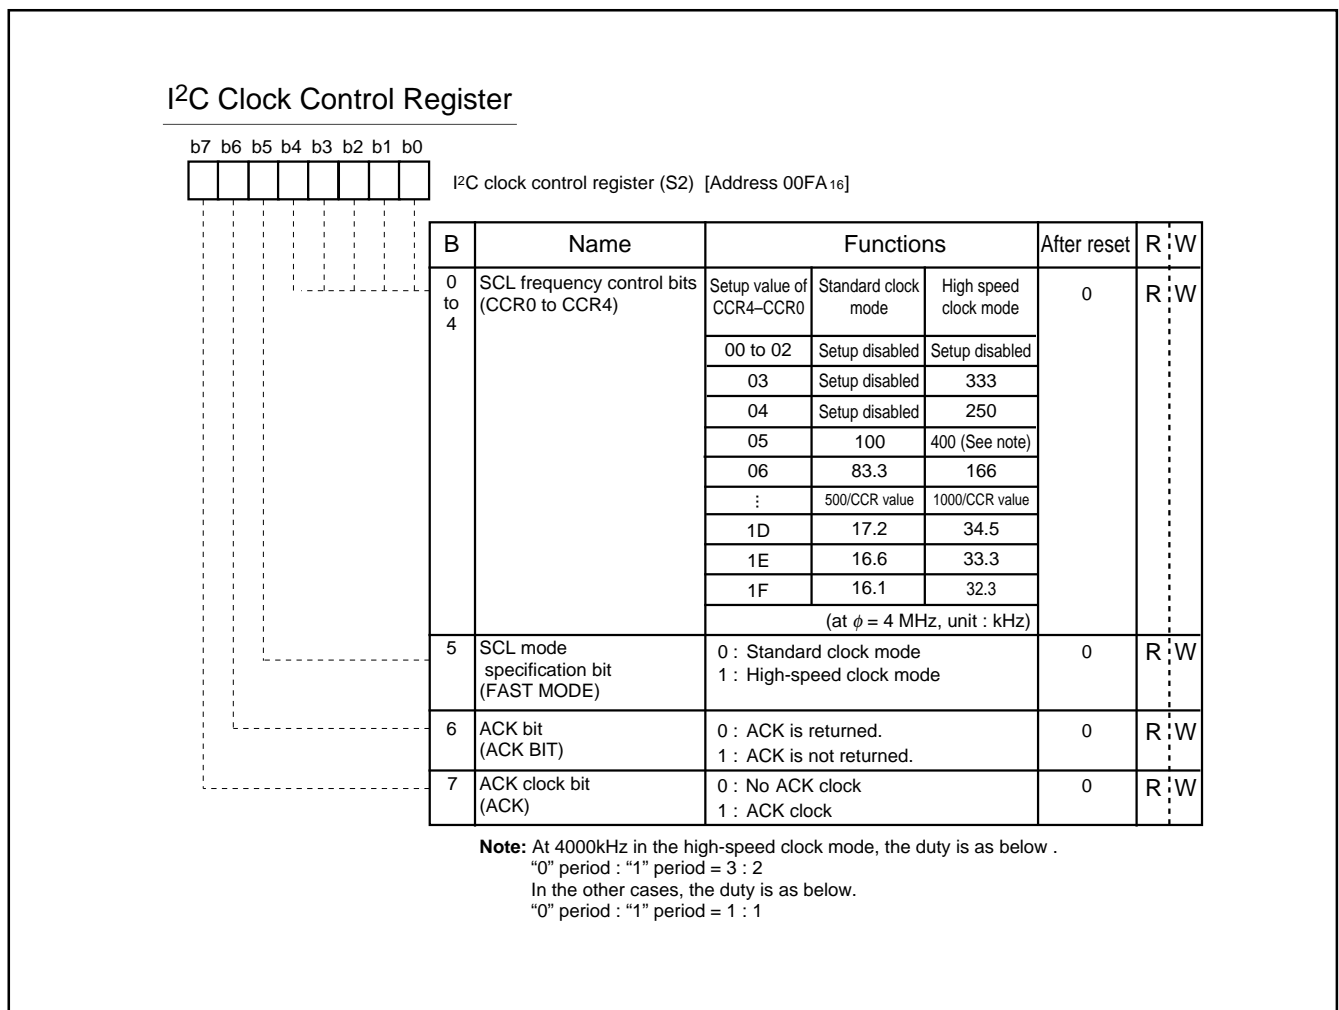 I2C Clock Control Register
b7 b6 b5 b4 b3 b2 b1 b0
I2C clock control register (S2) [Address 00FA16]
B Name Functions After reset R W
0 to 4 SCL frequency control bits (CCR0 to CCR4) Setup value of CCR4–CCR0 Standard clock mode High speed clock mode 0 R W
00 to 02 Setup disabled Setup disabled
03 Setup disabled 333
04 Setup disabled 250
05 100 400 (See note)
06 83.3 166
⋮ 500/CCR value 1000/CCR value
1D 17.2 34.5
1E 16.6 33.3
1F 16.1 32.3
(at ϕ = 4 MHz, unit : kHz)
5 SCL mode 0 : Standard clock mode 0 R W
specification bit 1 : High-speed clock mode
(FAST MODE)
6 ACK bit 0 : ACK is returned. 0 R W
(ACK BIT) 1 : ACK is not returned.
7 ACK clock bit 0 : No ACK clock 0 R W
(ACK) 1 : ACK clock
Note: At 4000kHz in the high-speed clock mode, the duty is as below .
“0” period : “1” period = 3 : 2
In the other cases, the duty is as below.
“0” period : “1” period = 1 : 1